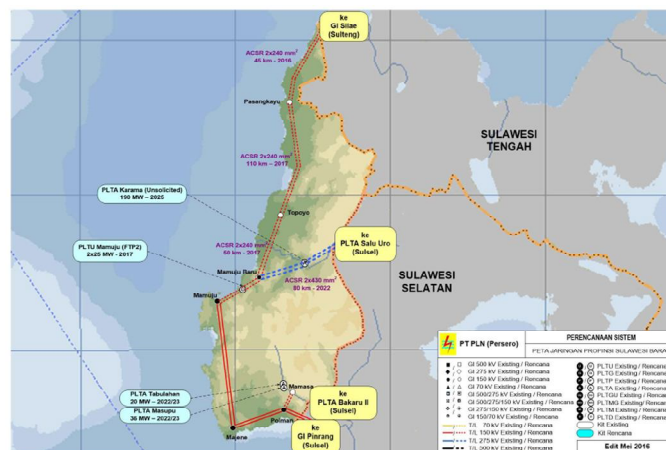 ke
GI Silae
(Sulteng)
ACSR 2x240 mm²
45 km - 2016
Pasangkayu
SULAWESI
TENGAH
ACSR 2x240 mm²
110 km - 2017
PLTA Karama (Unsolicited)
190 MW – 2025
Topoyo
ke
PLTA Salu Uro
(Sulsel)
PLTU Mamuju (FTP2)
2x25 MW - 2017
ACSR 2x240 mm²
Mamuju Baru
SULAWESI
SELATAN
ACSR 2x430 mm²
80 km - 2022
Mamuju
PT PLN (Persero)
PERENCANAAN SISTEM
PETA JARINGAN PROPINSI SULAWESI BARAT
GI 500 kV Existing / Rencana
GI 275 kV Existing / Rencana
GI 150 kV Existing / Rencana
GI 70 kV Existing / Rencana
GI 500/275 kV Existing / Rencana
GI 500/275/150 kV Existing / Rencana
GI 275/150 kV Existing / Rencana
GI 150/70 kV Existing / Rencana
T/L 70 kV Existing / Rencana
T/L 150 kV Existing / Rencana
T/L 275 kV Existing / Rencana
T/L 500 kV Existing / Rencana
PLTU Existing / Rencana
PLTG Existing / Rencana
PLTP Existing / Rencana
PLTA Existing / Rencana
PLTGU Existing / Rencana
PLTMG Existing / Rencana
PLTM Existing / Rencana
PLTD Existing / Rencana
Kit Existing
Kit Rencana
Edit Mei 2016
PLTA Tabulahan
20 MW – 2022/23
Mamasa
PLTA Masupu
36 MW – 2022/23
ke
PLTA Bakaru II
(Sulsel)
Polman
Majene
ke
GI Pinrang
(Sulsel)